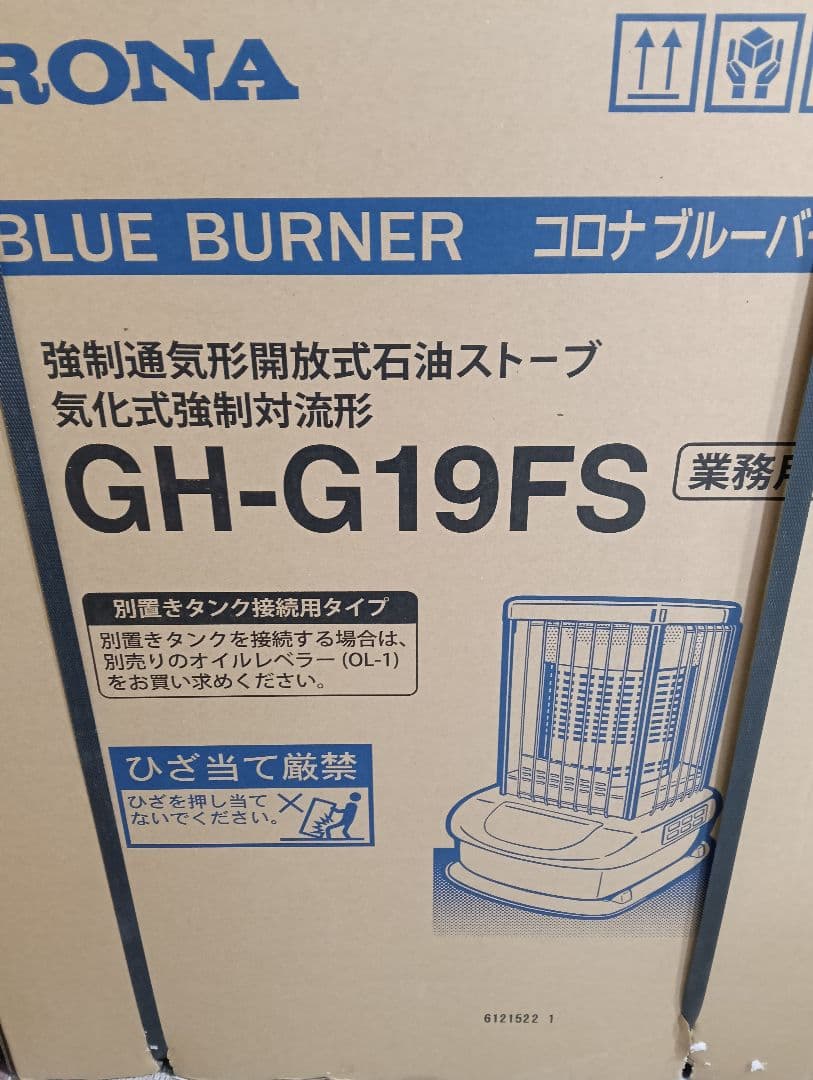 RONA
BLUE BURNER コロナブルーバー
強制通気形開放式石油ストーブ
気化式強制対流形
GH-G19FS 業務用
別置きタンク接続用タイプ
別置きタンクを接続する場合は、
別売りのオイルレベラー(OL-1)
をお買い求めください。
ひざ当て厳禁
ひざを押し当て
ないでください。
6121522 1